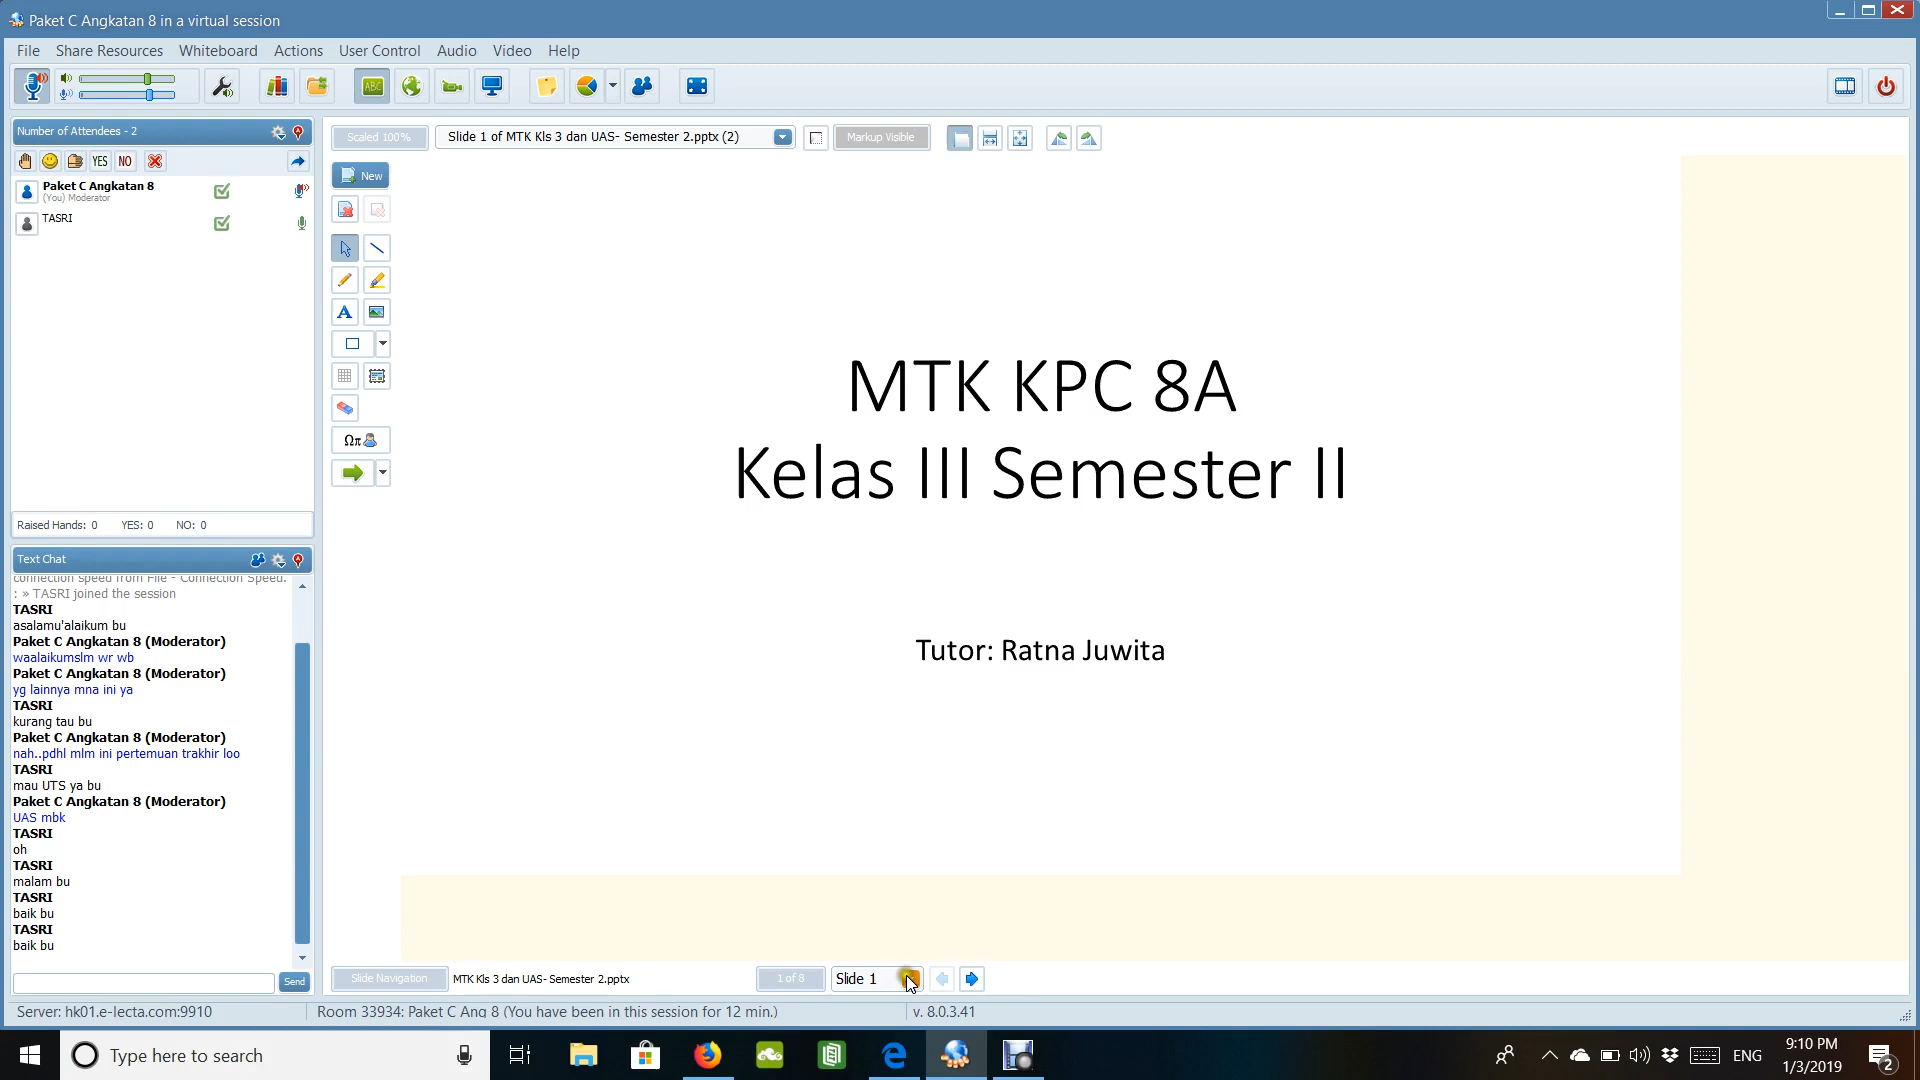 Paket C Angkatan 8 in a virtual session
File Share Resources Whiteboard Actions User Control Audio Video Help
ABC
Number of Attendees - 2
YES NO
Paket C Angkatan 8
(You) Moderator
TASRI
Raised Hands: 0 YES: 0 NO: 0
Text Chat
connection speed from File - Connection Speed.
: » TASRI joined the session
TASRI
asalamu'alaikum bu
Paket C Angkatan 8 (Moderator)
waalaikumslm wr wb
Paket C Angkatan 8 (Moderator)
yg lainnya mna ini ya
TASRI
kurang tau bu
Paket C Angkatan 8 (Moderator)
nah..pdhl mlm ini pertemuan trakhir loo
TASRI
mau UTS ya bu
Paket C Angkatan 8 (Moderator)
UAS mbk
TASRI
oh
TASRI
malam bu
TASRI
baik bu
TASRI
baik bu
Send
Scaled 100% Slide 1 of MTK Kls 3 dan UAS- Semester 2.pptx (2) Markup Visible
New
A
Ωπ
MTK KPC 8A
Kelas III Semester II
Tutor: Ratna Juwita
Slide Navigation MTK Kls 3 dan UAS- Semester 2.pptx 1 of 8 Slide 1
Server: hk01.e-lecta.com:9910 Room 33934: Paket C Ang 8 (You have been in this session for 12 min.) v. 8.0.3.41
Type here to search
ENG
9:10 PM
1/3/2019
2